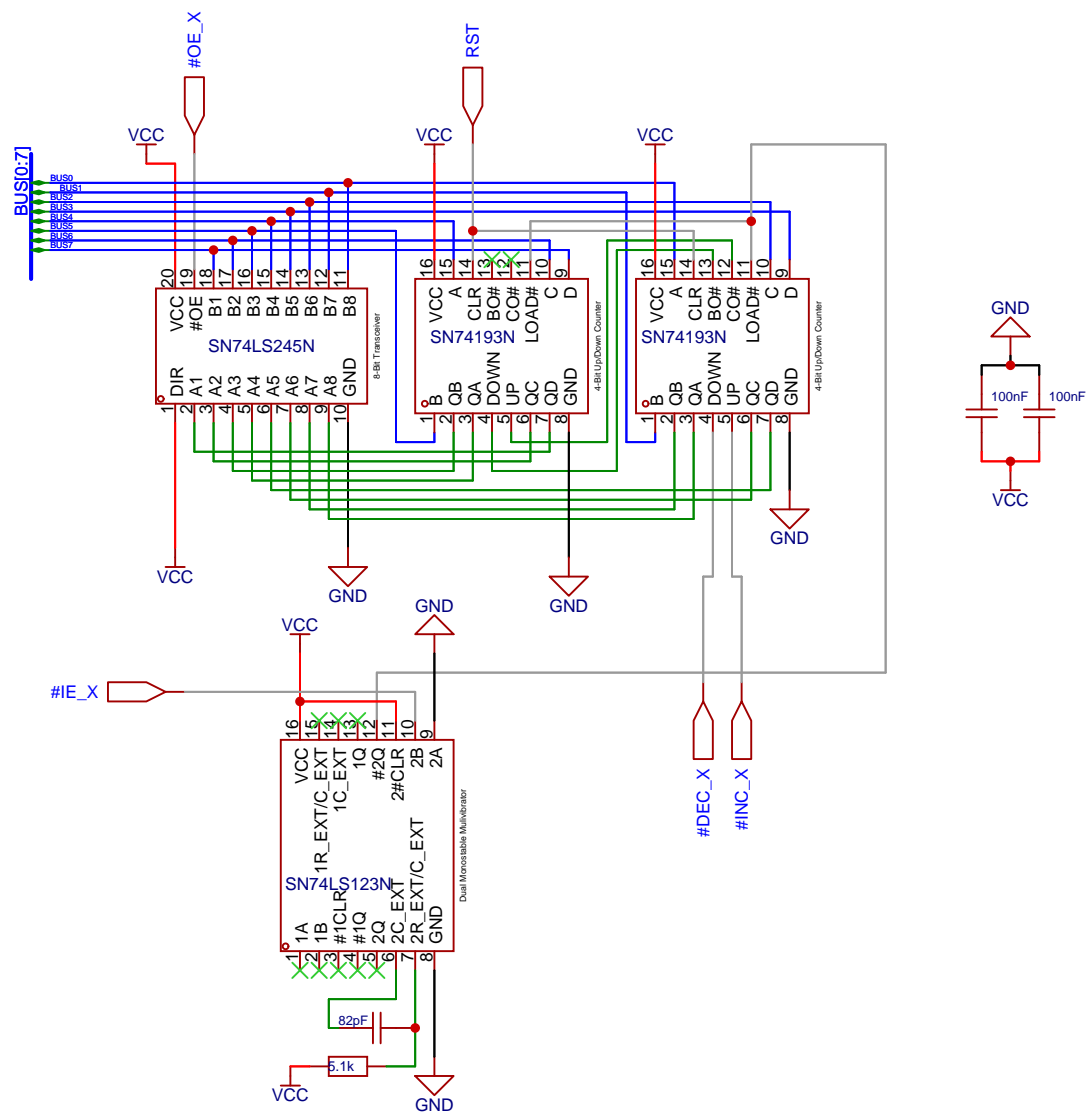 #OE_X
RST
VCC
VCC
VCC
BUS[0:7]
BUS0
BUS1
BUS2
BUS3
BUS4
BUS5
BUS6
BUS7
20 19 18 17 16 15 14 13 12 11
VCC #OE B1 B2 B3 B4 B5 B6 B7 B8
SN74LS245N
8-Bit Transceiver
DIR A1 A2 A3 A4 A5 A6 A7 A8 GND
1 2 3 4 5 6 7 8 9 10
16 15 14 13 12 11 10 9
VCC A CLR BO# CO# LOAD# C D
SN74193N
4-Bit Up/Down Counter
B QB QA DOWN UP QC QD GND
1 2 3 4 5 6 7 8
16 15 14 13 12 11 10 9
VCC A CLR BO# CO# LOAD# C D
SN74193N
4-Bit Up/Down Counter
B QB QA DOWN UP QC QD GND
1 2 3 4 5 6 7 8
GND
100nF
100nF
VCC
VCC
GND
GND
GND
VCC
GND
#IE_X
#DEC_X
#INC_X
16 15 14 13 12 11 10 9
VCC 1R_EXT/C_EXT 1C_EXT 1Q #2Q 2#CLR 2B 2A
SN74LS123N
Dual Monostable Mulivibrator
1A 1B #1CLR #1Q 2Q 2C_EXT 2R_EXT/C_EXT GND
1 2 3 4 5 6 7 8
82pF
5.1k
VCC
GND